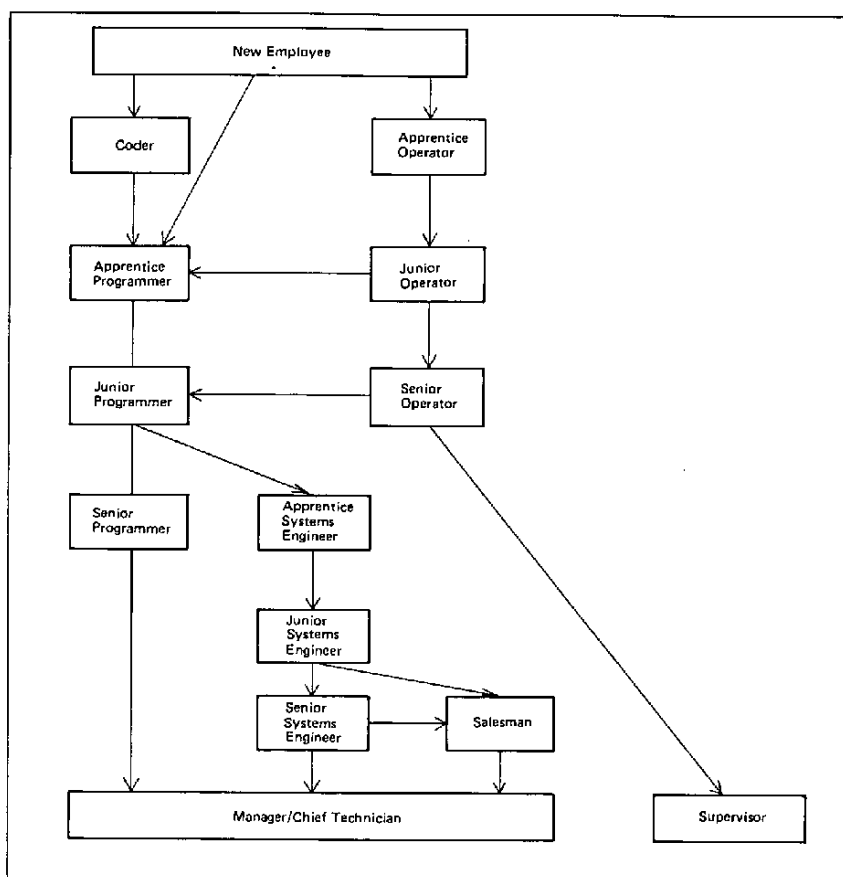 New Employee
Coder
Apprentice
Operator
Apprentice
Programmer
Junior
Operator
Junior
Programmer
Senior
Operator
Senior
Programmer
Apprentice
Systems
Engineer
Junior
Systems
Engineer
Senior
Systems
Engineer
Salesman
Manager/Chief Technician
Supervisor